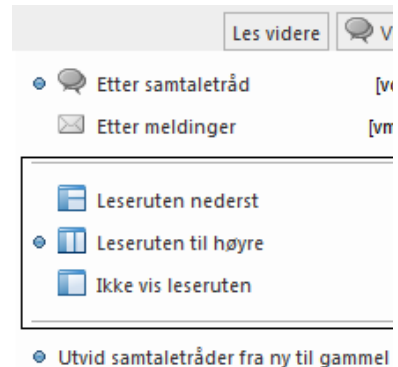 Les videre
Etter samtaletråd
Etter meldinger
Leseruten nederst
Leseruten til høyre
Ikke vis leseruten
Utvid samtaletråder fra ny til gammel